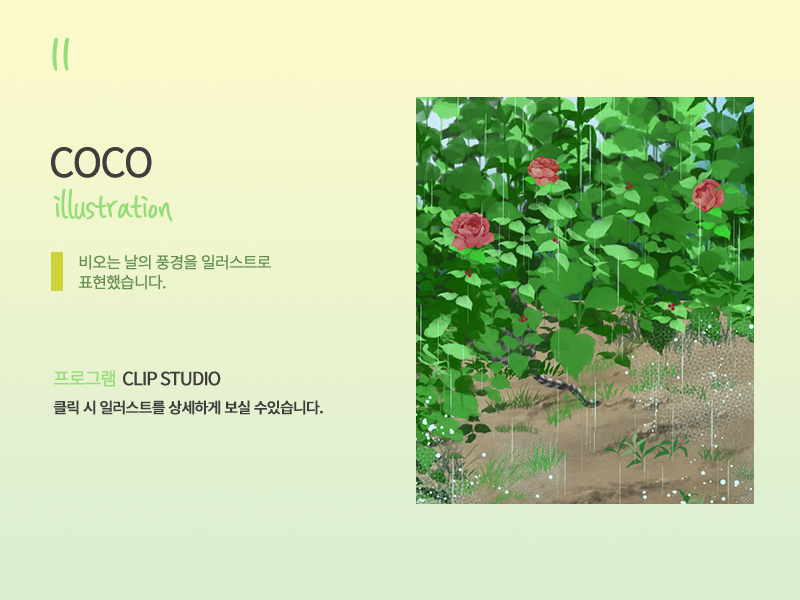 COCO
illustration
비오는 날의 풍경을 일러스트로
표현했습니다.
프로그램 CLIP STUDIO
클릭 시 일러스트를 상세하게 보실 수있습니다.